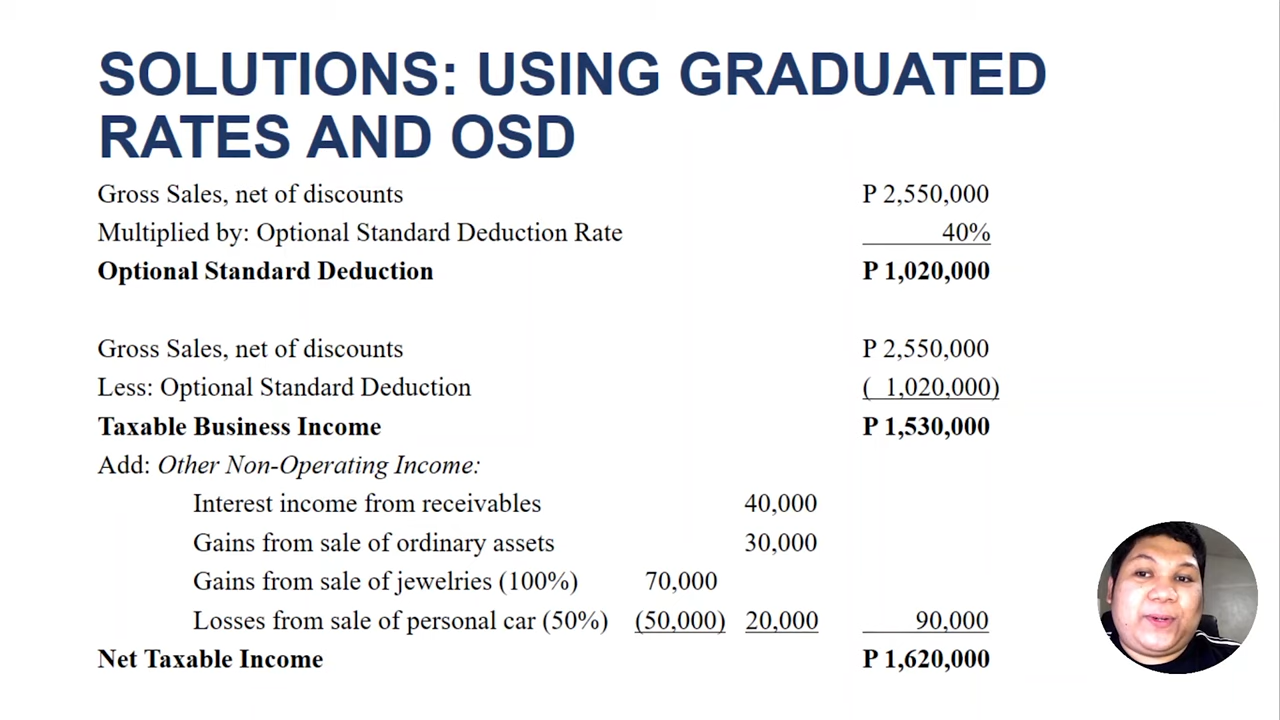 SOLUTIONS: USING GRADUATED
RATES AND OSD
Gross Sales, net of discounts P 2,550,000
Multiplied by: Optional Standard Deduction Rate 40%
Optional Standard Deduction P 1,020,000
Gross Sales, net of discounts P 2,550,000
Less: Optional Standard Deduction ( 1,020,000)
Taxable Business Income P 1,530,000
Add: Other Non-Operating Income:
Interest income from receivables 40,000
Gains from sale of ordinary assets 30,000
Gains from sale of jewelries (100%) 70,000
Losses from sale of personal car (50%) (50,000) 20,000 90,000
Net Taxable Income P 1,620,000